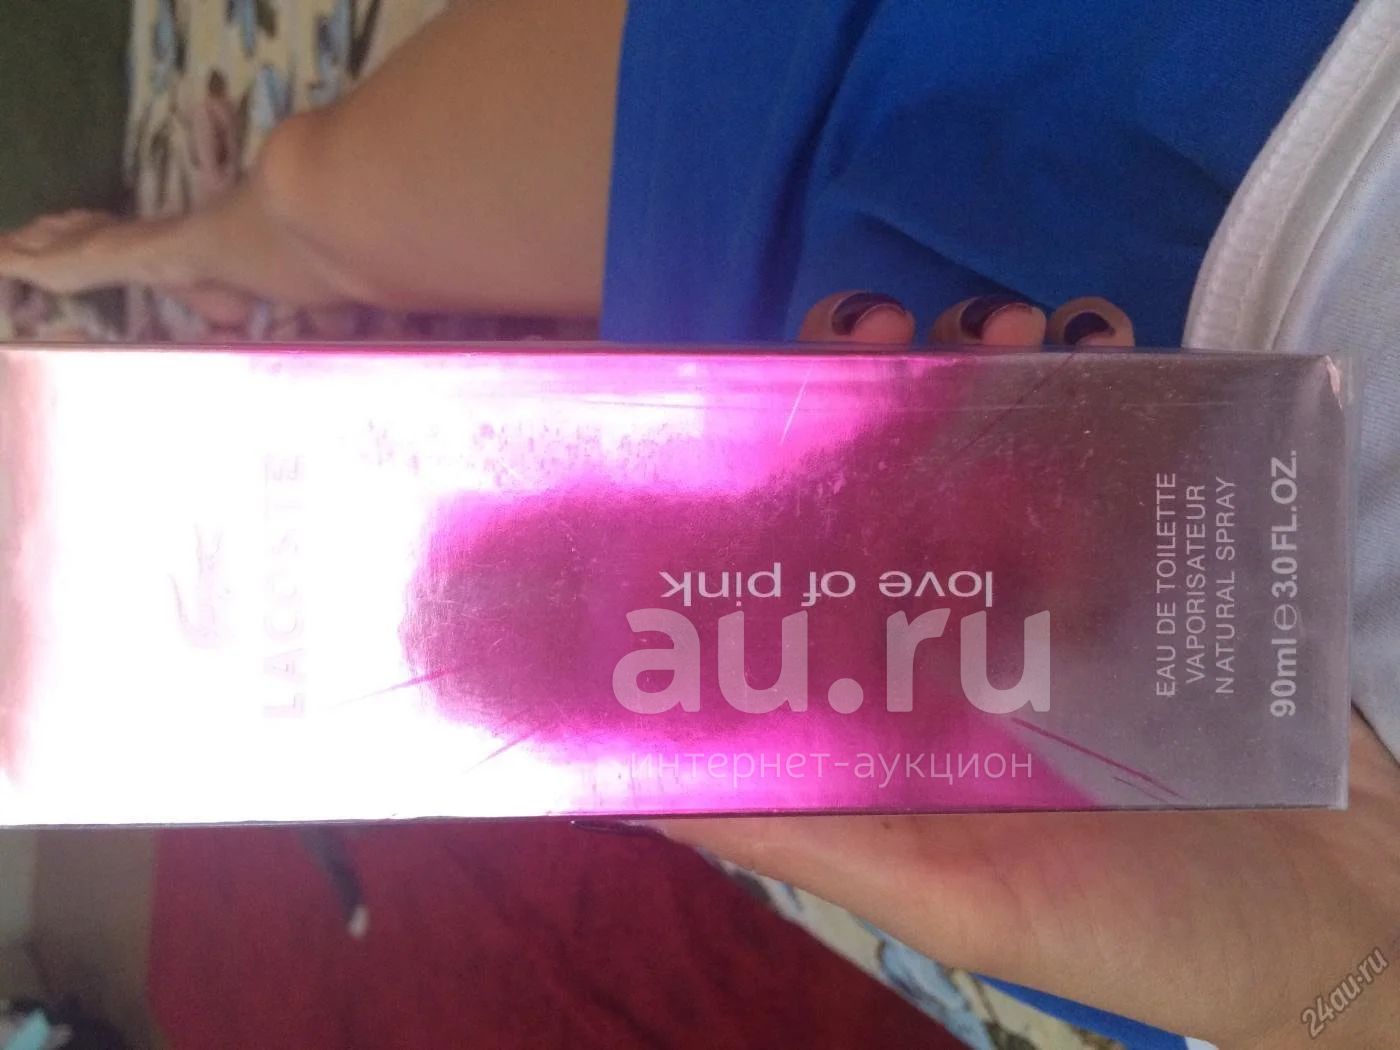 LACOSTE
love of pink
EAU DE TOILETTE
VAPORISATEUR
NATURAL SPRAY
90ml ℮ 3.0 FL.OZ.
au.ru
интернет-аукцион
24au.ru